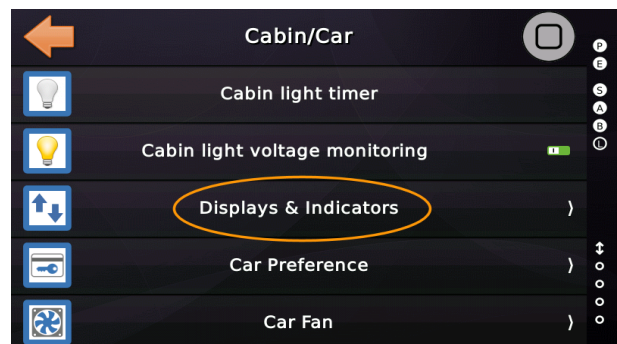 Cabin/Car
Cabin light timer
Cabin light voltage monitoring
Displays & Indicators
Car Preference
Car Fan
P
E
S
A
B
L